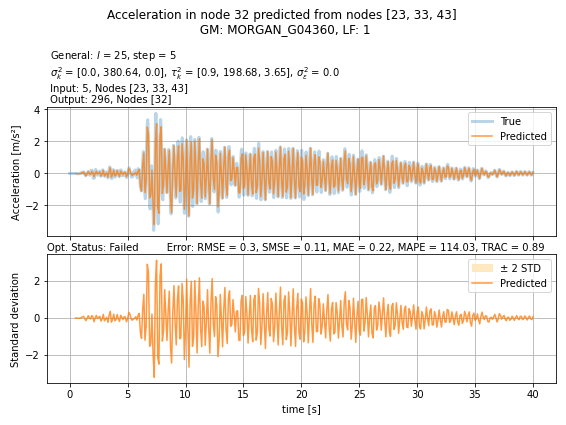 Acceleration in node 32 predicted from nodes [23, 33, 43]
GM: MORGAN_G04360, LF: 1
General: l = 25, step = 5
σ²ₖ = [0.0, 380.64, 0.0], τ²ₖ = [0.9, 198.68, 3.65], σ²ₑ = 0.0
Input: 5, Nodes [23, 33, 43]
Output: 296, Nodes [32]
Acceleration [m/s²]
4
2
0
−2
True
Predicted
Opt. Status: Failed Error: RMSE = 0.3, SMSE = 0.11, MAE = 0.22, MAPE = 114.03, TRAC = 0.89
Standard deviation
2
0
−2
± 2 STD
Predicted
0 5 10 15 20 25 30 35 40
time [s]